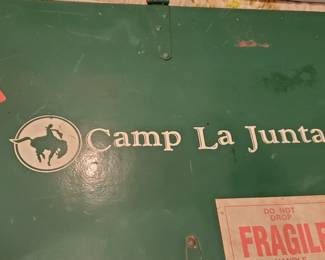 Camp La Junta
DO NOT
DROP
FRAGILE